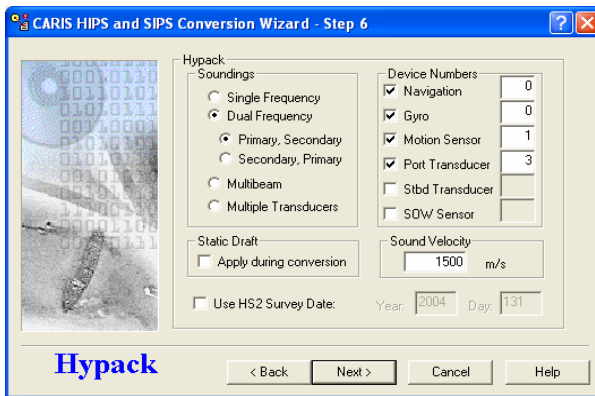 CARIS HIPS and SIPS Conversion Wizard - Step 6
Hypack
Soundings
Single Frequency
Dual Frequency
Primary, Secondary
Secondary, Primary
Multibeam
Multiple Transducers
Device Numbers
Navigation 0
Gyro 0
Motion Sensor 1
Port Transducer 3
Stbd Transducer
SOW Sensor
Static Draft
Apply during conversion
Sound Velocity
1500 m/s
Use HS2 Survey Date: Year: 2004 Day: 131
Hypack
< Back Next > Cancel Help